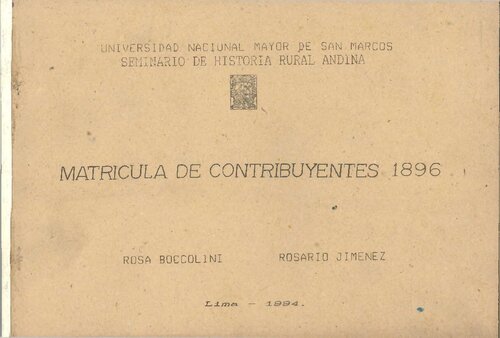 UNIVERSIDAD NACIONAL MAYOR DE SAN MARCOS
SEMINARIO DE HISTORIA RURAL ANDINA
MATRICULA DE CONTRIBUYENTES 1896
ROSA BOCCOLINI ROSARIO JIMENEZ
Lima - 1994.